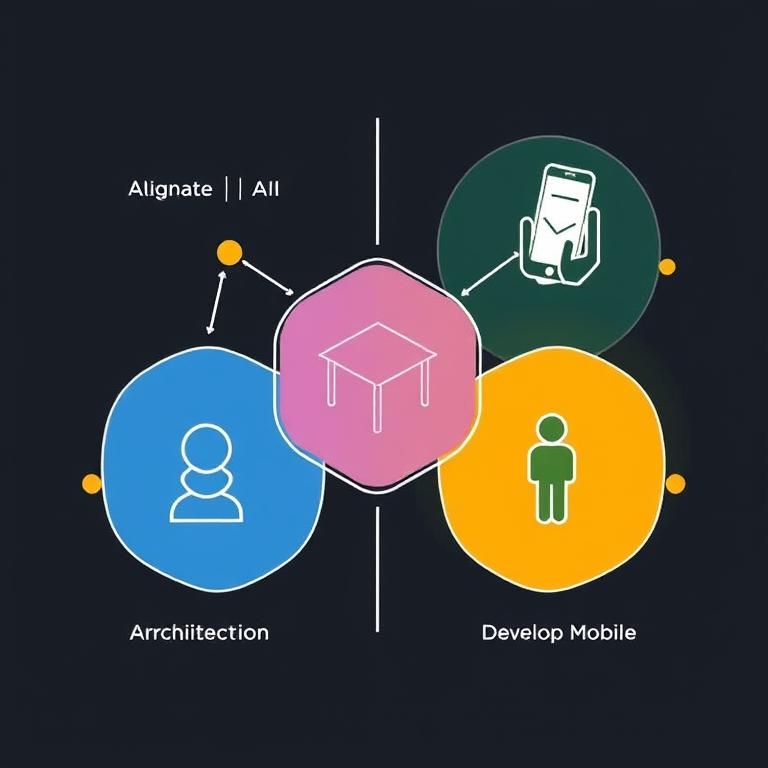 Alignate || All
Arrchiitection
Develop Mobile